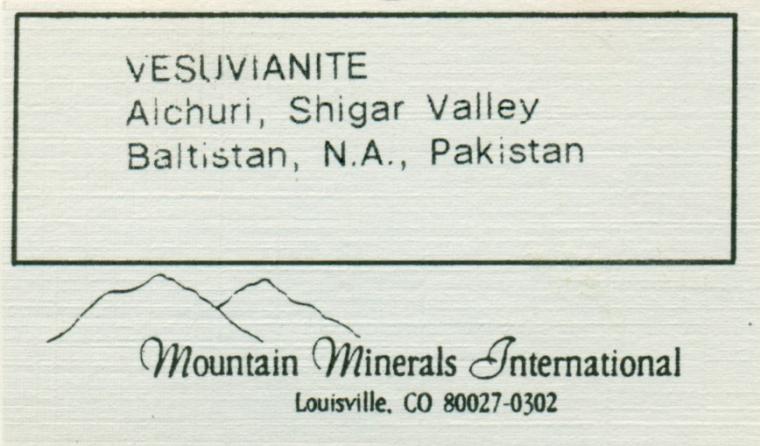 VESUVIANITE
Alchuri, Shigar Valley
Baltistan, N.A., Pakistan
Mountain Minerals International
Louisville, CO 80027-0302